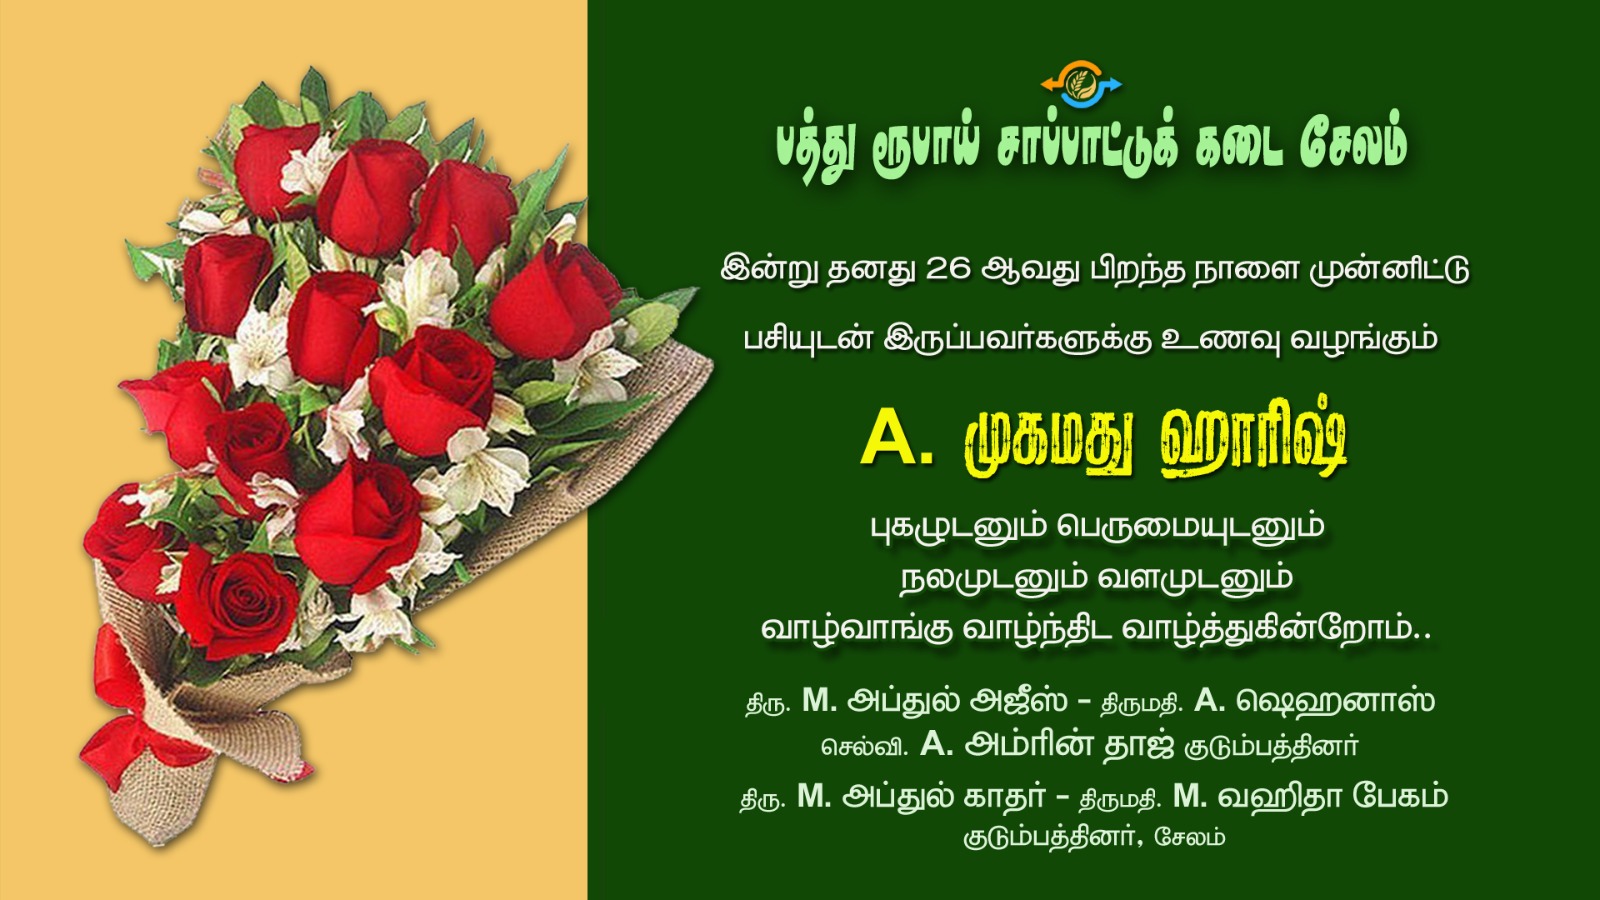 பத்து ரூபாய் சாப்பாட்டுக் கடை சேலம்
இன்று தனது 26 ஆவது பிறந்த நாளை முன்னிட்டு
பசியுடன் இருப்பவர்களுக்கு உணவு வழங்கும்
A. முகமது ஹாரிஷ்
புகழுடனும் பெருமையுடனும்
நலமுடனும் வளமுடனும்
வாழ்வாங்கு வாழ்ந்திட வாழ்த்துகின்றோம்..
திரு. M. அப்துல் அஜீஸ் - திருமதி. A. ஷெஹனாஸ்
செல்வி. A. அம்ரின் தாஜ் குடும்பத்தினர்
திரு. M. அப்துல் காதர் - திருமதி. M. வஹிதா பேகம்
குடும்பத்தினர், சேலம்